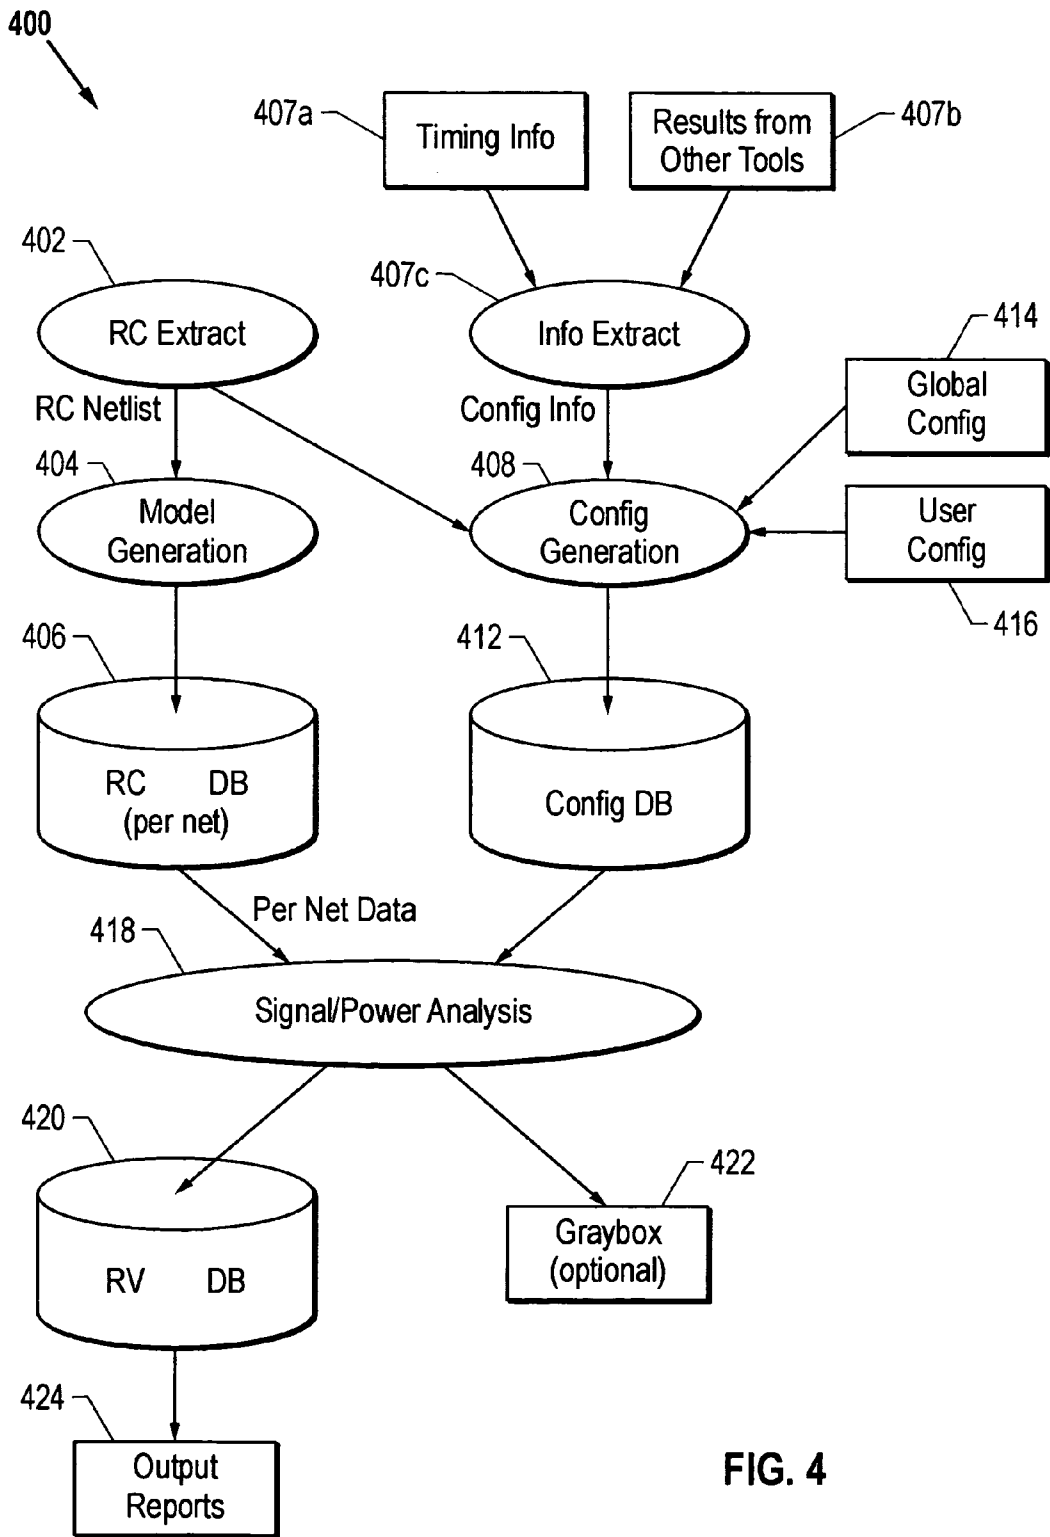 400
407a
Timing Info
Results from
Other Tools
407b
402
RC Extract
407c
Info Extract
414
Global
Config
RC Netlist
Config Info
404
Model
Generation
408
Config
Generation
User
Config
416
406
RC DB
(per net)
412
Config DB
Per Net Data
418
Signal/Power Analysis
420
RV DB
422
Graybox
(optional)
424
Output
Reports
FIG. 4